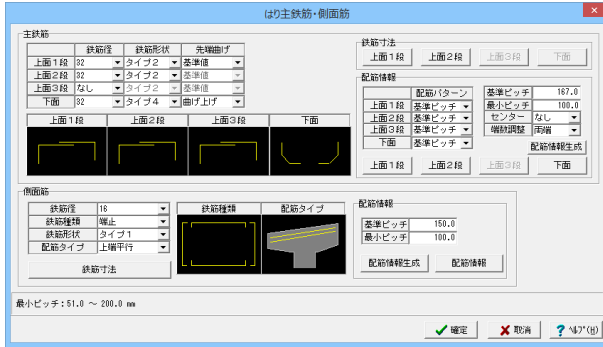 はり主鉄筋・側面筋
主鉄筋
鉄筋径 鉄筋形状 先端曲げ
上面1段 32 タイプ2 基準値
上面2段 32 タイプ2 基準値
上面3段 なし タイプ2 基準値
下面 32 タイプ4 曲げ上げ
上面1段 上面2段 上面3段 下面
鉄筋寸法
上面1段 上面2段 上面3段 下面
配筋情報
配筋パターン
上面1段 基準ピッチ
上面2段 基準ピッチ
上面3段 基準ピッチ
下面 基準ピッチ
基準ピッチ 167.0
最小ピッチ 100.0
センター なし
端数調整 両端
配筋情報生成
上面1段 上面2段 上面3段 下面
側面筋
鉄筋径 16
鉄筋種類 端止
鉄筋形状 タイプ1
配筋タイプ 上端平行
鉄筋寸法
鉄筋種類 配筋タイプ
配筋情報
基準ピッチ 150.0
最小ピッチ 100.0
配筋情報生成 配筋情報
最小ピッチ:51.0 ~ 200.0 mm
確定 取消 ヘルプ(H)